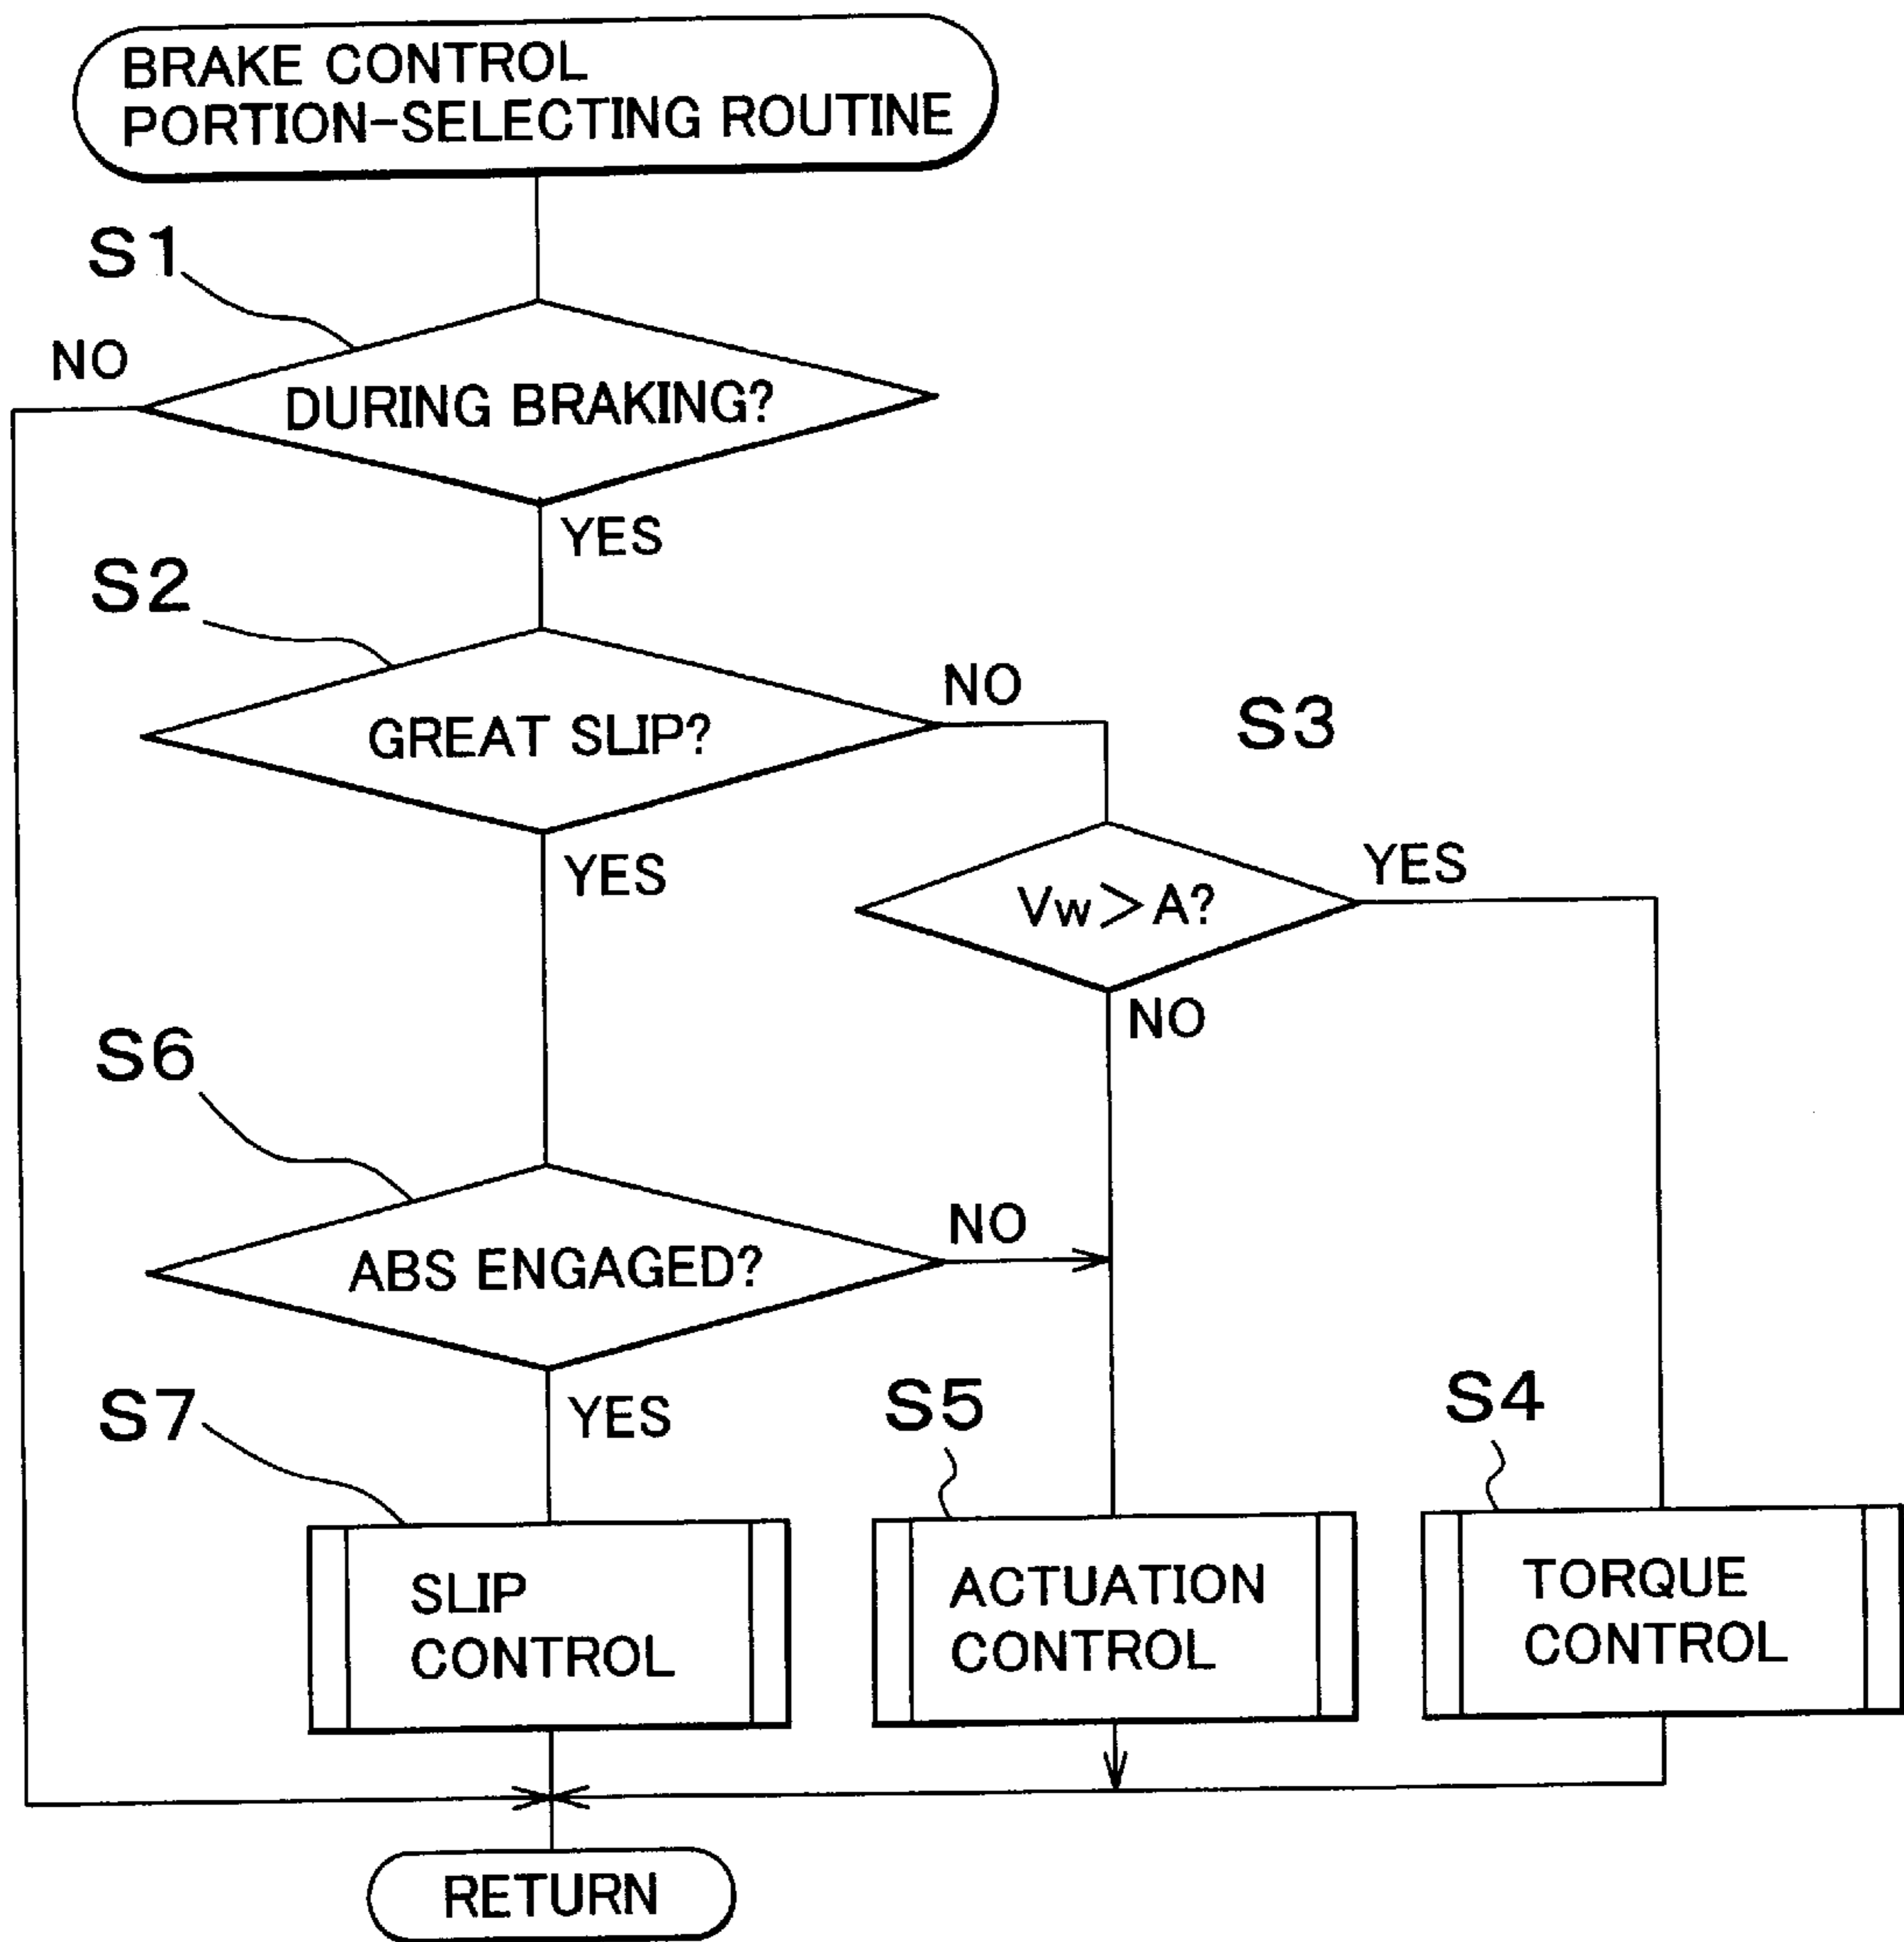 BRAKE CONTROL
PORTION-SELECTING ROUTINE
S1
NO
DURING BRAKING?
YES
S2
NO
GREAT SLIP?
S3
YES
YES
Vw>A?
NO
S6
NO
ABS ENGAGED?
YES
S7
S5
S4
SLIP
CONTROL
ACTUATION
CONTROL
TORQUE
CONTROL
RETURN